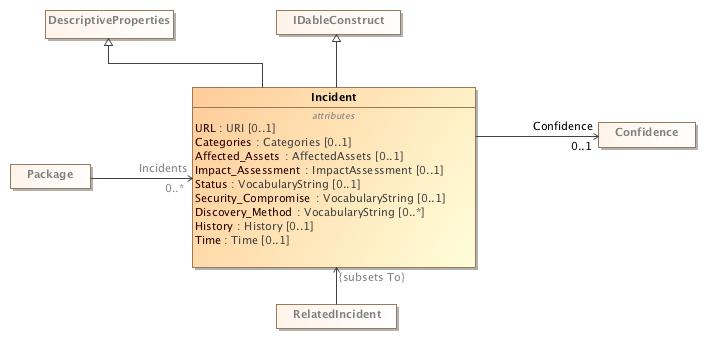 DescriptiveProperties
IDableConstruct
Incident
attributes
URL : URI [0..1]
Categories : Categories [0..1]
Affected_Assets : AffectedAssets [0..1]
Impact_Assessment : ImpactAssessment [0..1]
Status : VocabularyString [0..1]
Security_Compromise : VocabularyString [0..1]
Discovery_Method : VocabularyString [0..*]
History : History [0..1]
Time : Time [0..1]
Package
Incidents
0..*
Confidence
0..1
Confidence
{subsets To}
RelatedIncident